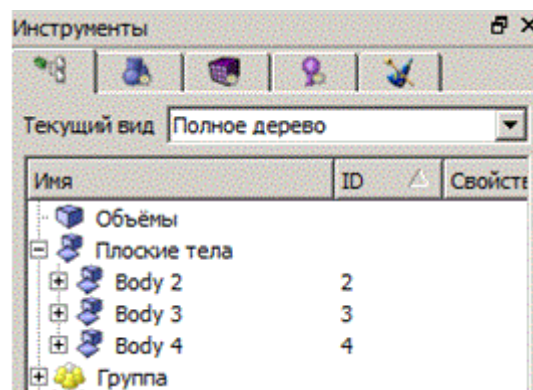 Инструменты
Текущий вид Полное дерево
Имя ID Свойств
Объёмы
Плоские тела
Body 2 2
Body 3 3
Body 4 4
Группа